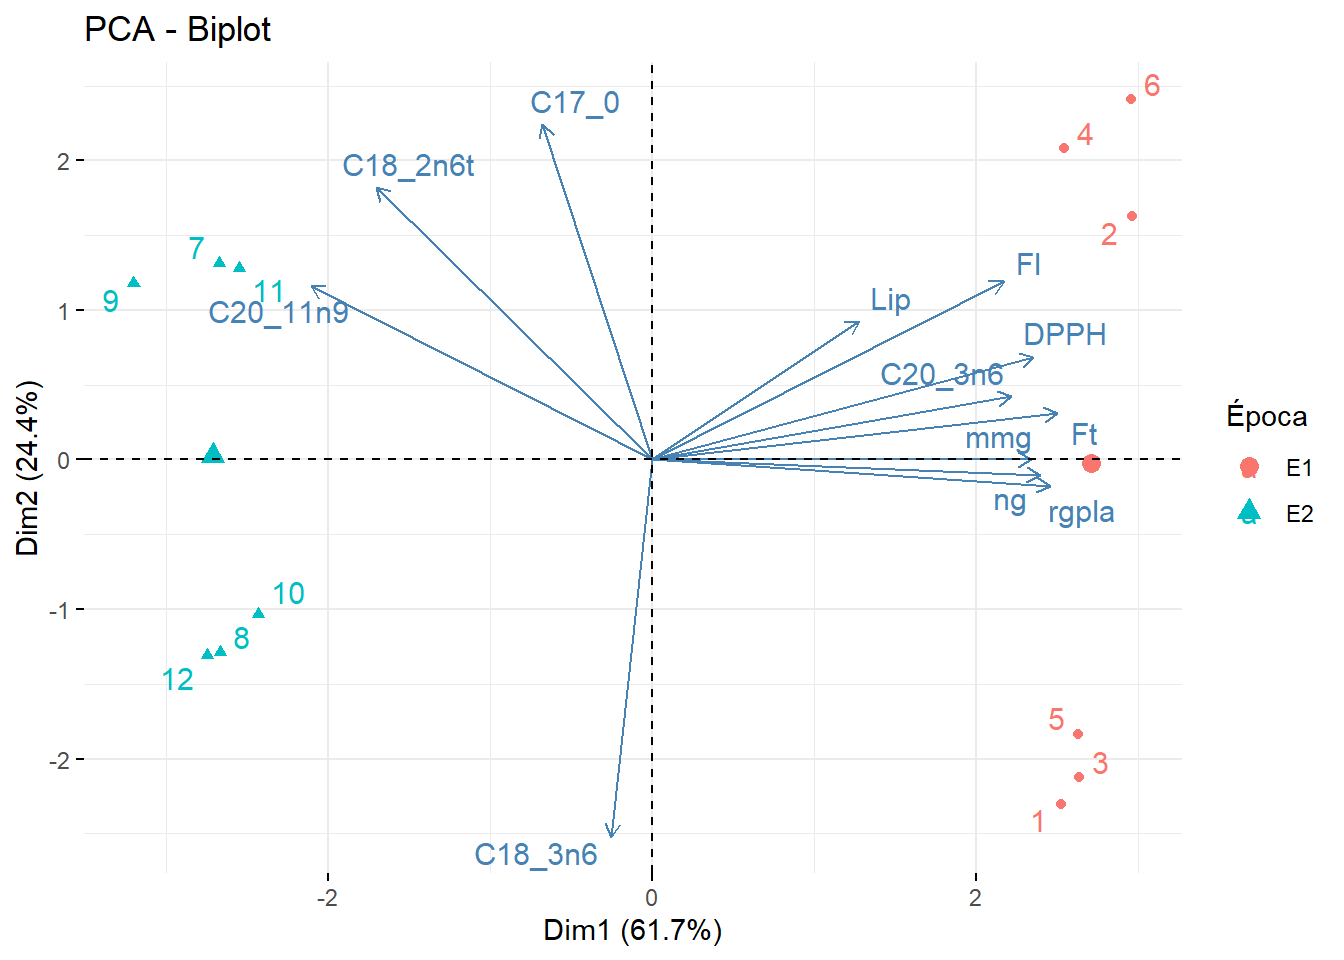 PCA - Biplot
6
C17_0
4
2
C18_2n6t
2
7
Fl
11
9
Lip
1
C20_11n9
DPPH
C20_3n6
Época
Ft
mmg
0
E1
ng
rgpla
E2
10
-1
8
12
5
-2
3
1
C18_3n6
-2
0
2
Dim1 (61.7%)
Dim2 (24.4%)